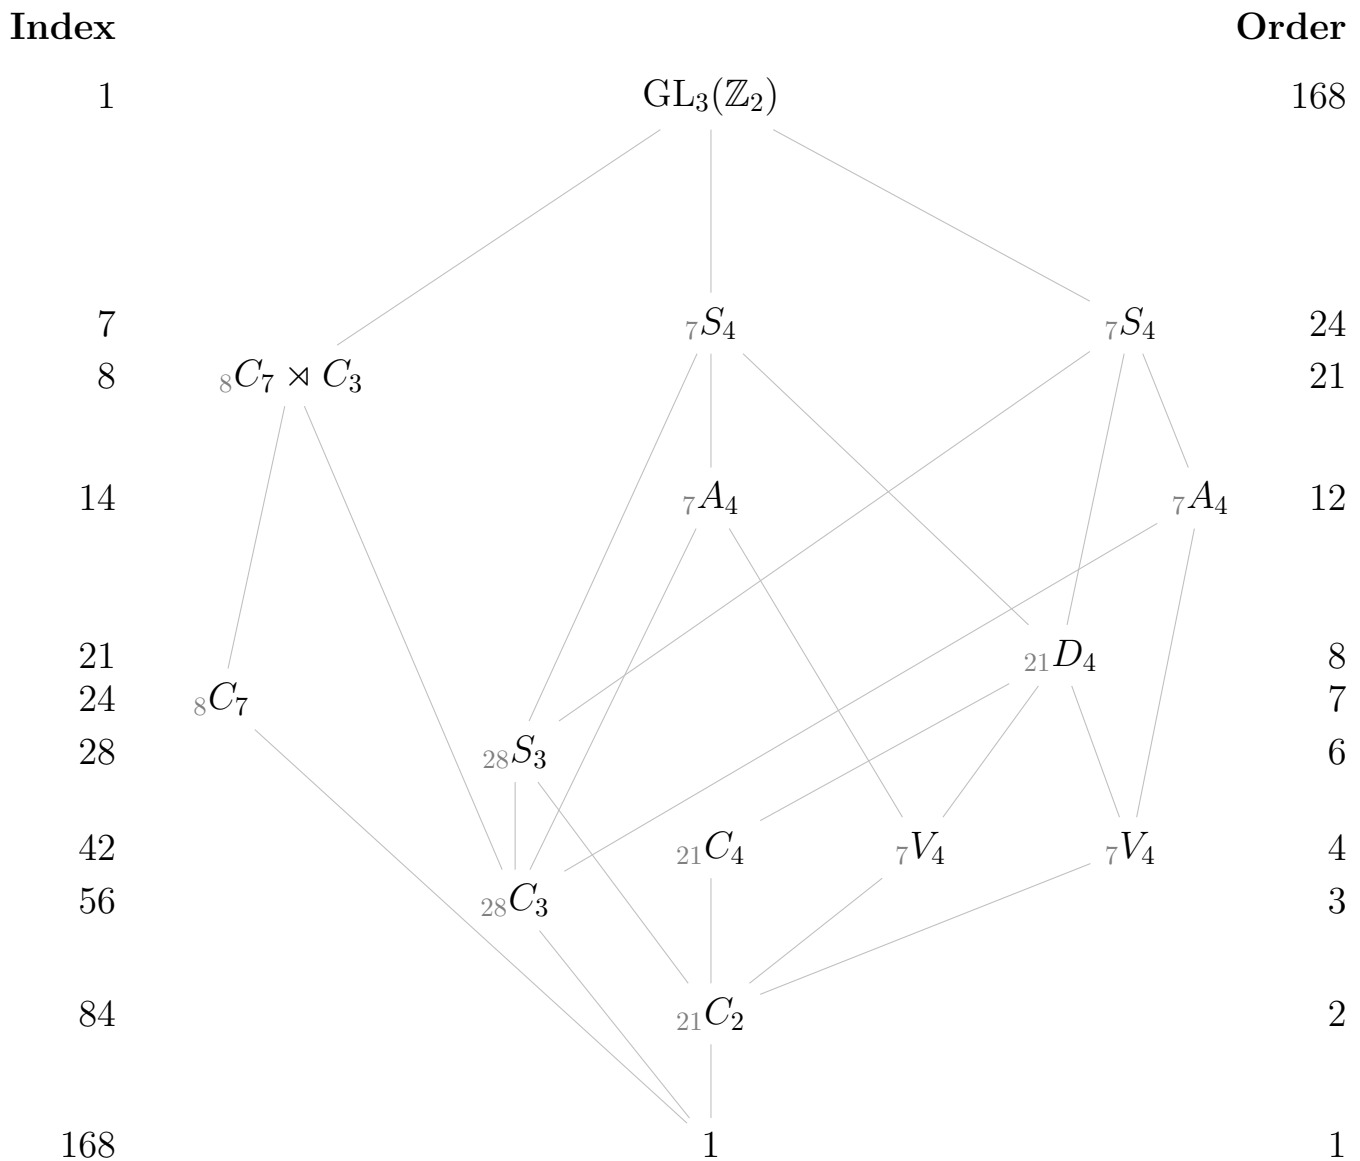 Index Order
1 GL₃(ℤ₂) 168
7 ₇S₄ ₇S₄ 24
8 ₈C₇ ⋊ C₃ 21
14 ₇A₄ ₇A₄ 12
21 ₂₁D₄ 8
24 ₈C₇ 7
28 ₂₈S₃ 6
42 ₂₁C₄ ₇V₄ ₇V₄ 4
56 ₂₈C₃ 3
84 ₂₁C₂ 2
168 1 1